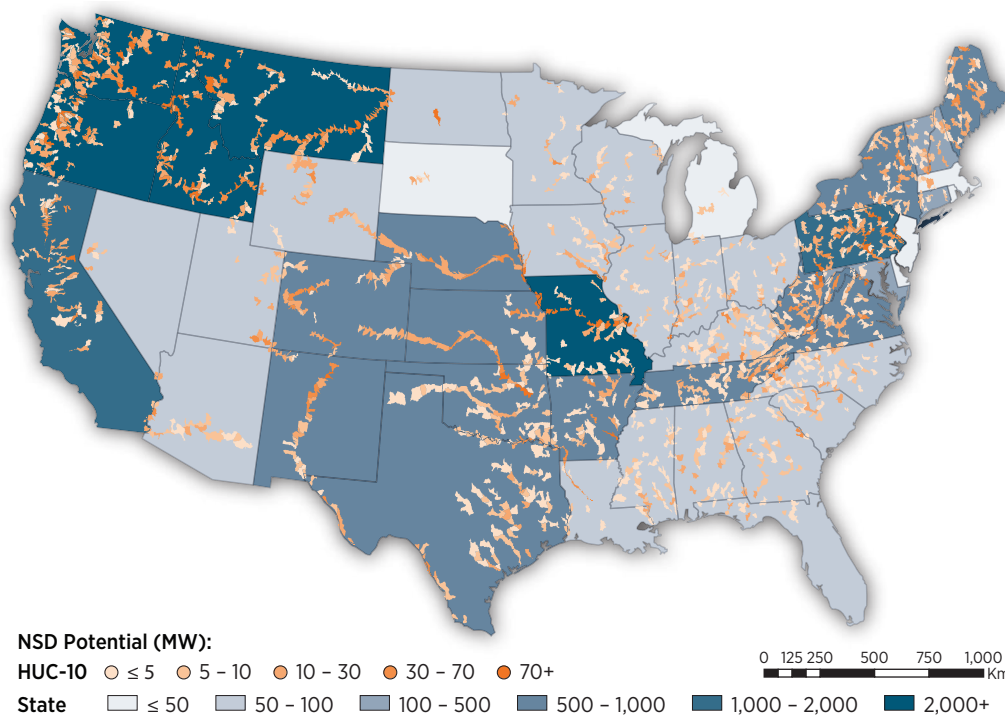 NSD Potential (MW):
HUC-10 ≤ 5 5 – 10 10 – 30 30 – 70 70+
0 125 250 500 750 1,000
Km
State ≤ 50 50 – 100 100 – 500 500 – 1,000 1,000 – 2,000 2,000+